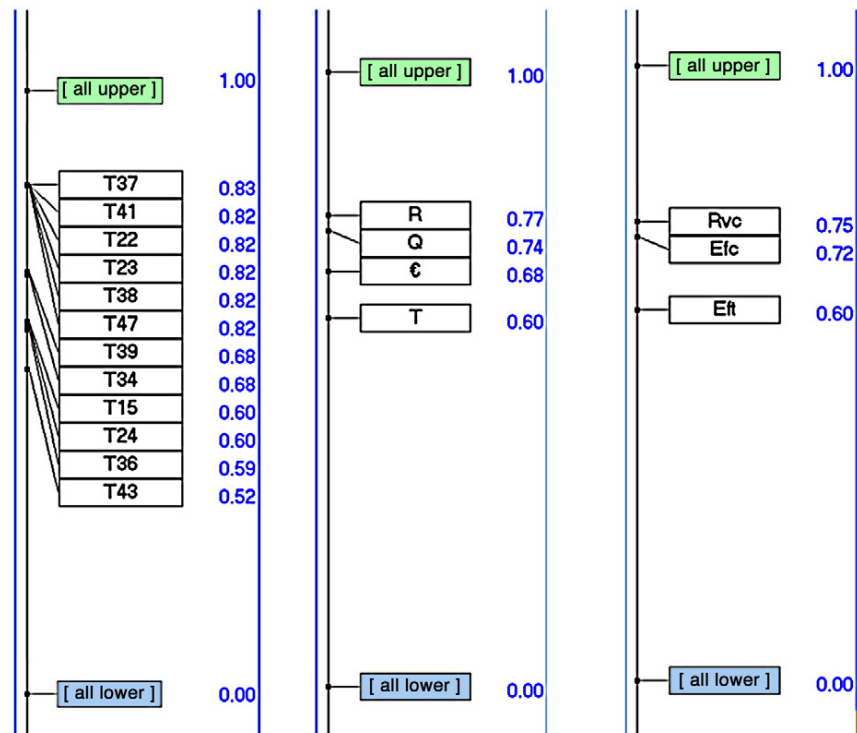 [ all upper ] 1.00
T37 0.83
T41 0.82
T22 0.82
T23 0.82
T38 0.82
T47 0.82
T39 0.68
T34 0.68
T15 0.60
T24 0.60
T36 0.59
T43 0.52
[ all lower ] 0.00
[ all upper ] 1.00
R 0.77
Q 0.74
€ 0.68
T 0.60
[ all lower ] 0.00
[ all upper ] 1.00
Rvc 0.75
Efc 0.72
Eft 0.60
[ all lower ] 0.00